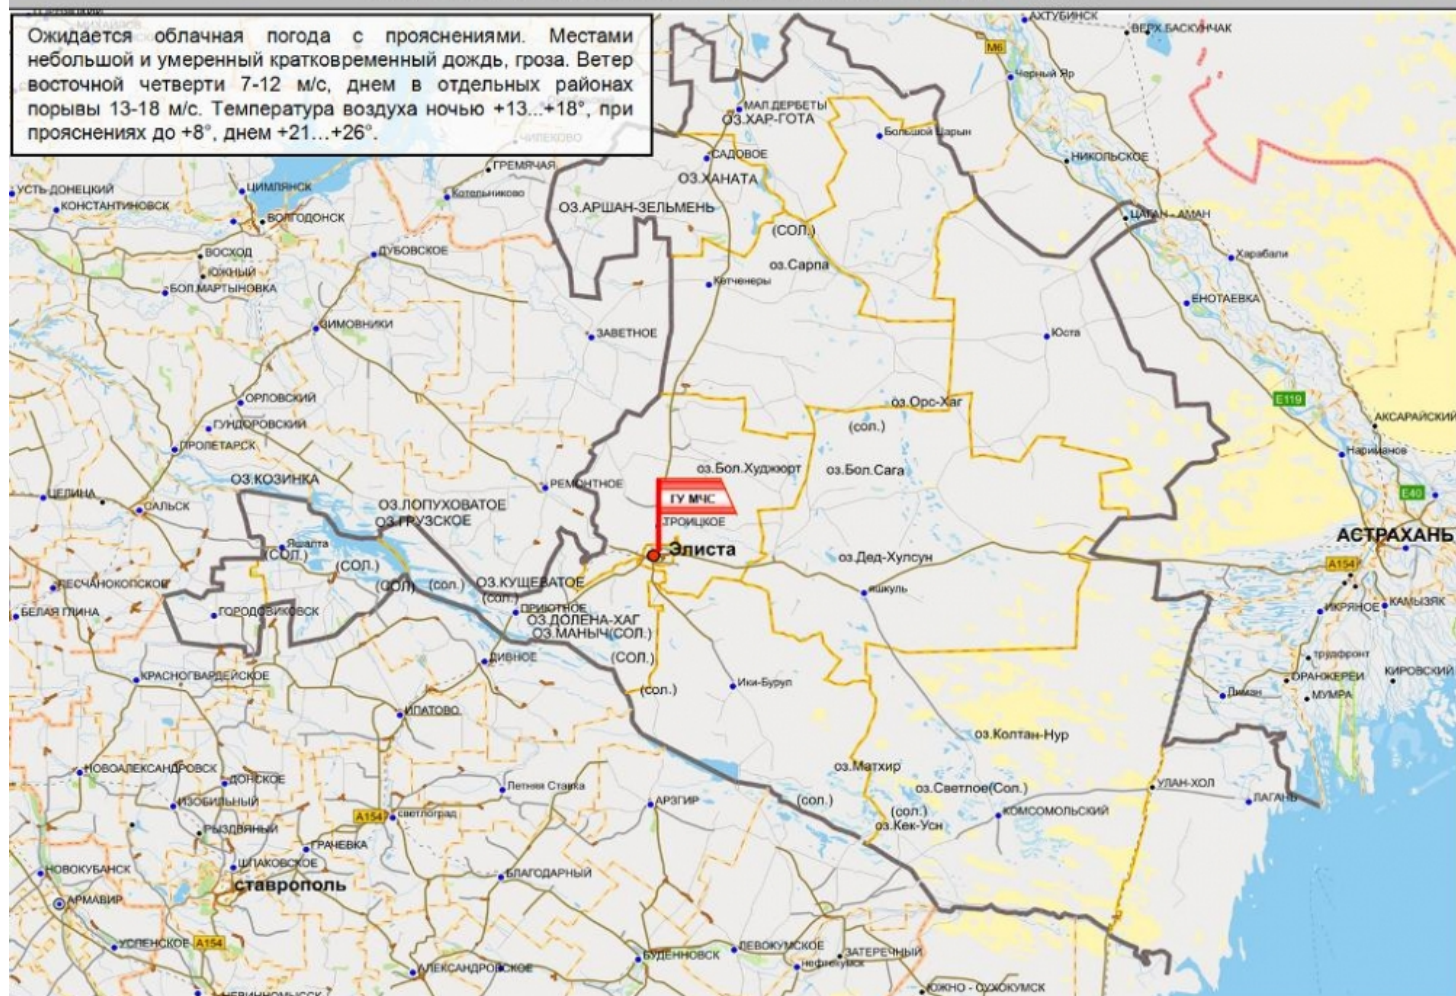 Ожидается облачная погода с прояснениями. Местами
небольшой и умеренный кратковременный дождь, гроза. Ветер
восточной четверти 7-12 м/с, днем в отдельных районах
порывы 13-18 м/с. Температура воздуха ночью +13...+18°, при
прояснениях до +8°, днем +21...+26°.
АХТУБИНСК
ВЕРХ.БАСКУНЧАК
М6
Черный Яр
МАЛ.ДЕРБЕТЫ
ОЗ.ХАР-ГОТА
Большой Царын
ЧИЛЕКОВО
ГРЕМЯЧАЯ
САДОВОЕ
НИКОЛЬСКОЕ
УСТЬ-ДОНЕЦКИЙ
ЦИМЛЯНСК
Котельниково
ОЗ.ХАНАТА
КОНСТАНТИНОВСК
ВОЛГОДОНСК
ОЗ.АРШАН-ЗЕЛЬМЕНЬ
ЦАГАН - АМАН
(СОЛ.)
ВОСХОД
ДУБОВСКОЕ
Харабали
ЮЖНЫЙ
оз.Сарпа
БОЛ.МАРТЫНОВКА
Кетченеры
ЕНОТАЕВКА
ЗИМОВНИКИ
ЗАВЕТНОЕ
Юста
ОРЛОВСКИЙ
оз.Орс-Хаг
Е119
ГУНДОРОВСКИЙ
(сол.)
АКСАРАЙСКИЙ
ПРОЛЕТАРСК
Нариманов
ОЗ.КОЗИНКА
РЕМОНТНОЕ
оз.Бол.Худжюрт
оз.Бол.Сага
ЦЕЛИНА
САЛЬСК
ОЗ.ЛОПУХОВАТОЕ
ГУ МЧС
Е40
ОЗ.ГРУЗСКОЕ
ТРОИЦКОЕ
АСТРАХАНЬ
Яшалта
(СОЛ.)
(СОЛ.)
Элиста
оз.Дед-Хулсун
А154
ПЕСЧАНОКОПСКОЕ
(СОЛ)
(сол.)
ОЗ.КУЩЕВАТОЕ
(сол.)
яшкуль
БЕЛАЯ ГЛИНА
ГОРОДОВИКОВСК
ПРИЮТНОЕ
ИКРЯНОЕ
КАМЫЗЯК
ОЗ.ДОЛЕНА-ХАГ
ОЗ.МАНЫЧ(СОЛ.)
ДИВНОЕ
(СОЛ.)
трудфронт
КРАСНОГВАРДЕЙСКОЕ
(сол.)
Ики-Бурул
ОРАНЖЕРЕИ
КИРОВСКИЙ
Лиман
МУМРА
ИПАТОВО
оз.Колтан-Нур
НОВОАЛЕКСАНДРОВСК
ДОНСКОЕ
Летняя Ставка
оз.Матхир
УЛАН-ХОЛ
оз.Светлое(Сол.)
ИЗОБИЛЬНЫЙ
АРЗГИР
(сол.)
(сол.)
ЛАГАНЬ
А154
светлоград
КОМСОМОЛЬСКИЙ
РЫЗДВЯНЫЙ
оз.Кек-Усн
ГРАЧЕВКА
НОВОКУБАНСК
ШПАКОВСКОЕ
БЛАГОДАРНЫЙ
ставрополь
АРМАВИР
УСПЕНСКОЕ
А154
ЛЕВОКУМСКОЕ
БУДЕННОВСК
ЗАТЕРЕЧНЫЙ
АЛЕКСАНДРОВСКОЕ
нефтекумск
ЮЖНО - СУХОКУМСК
НЕВИННОМЫССК